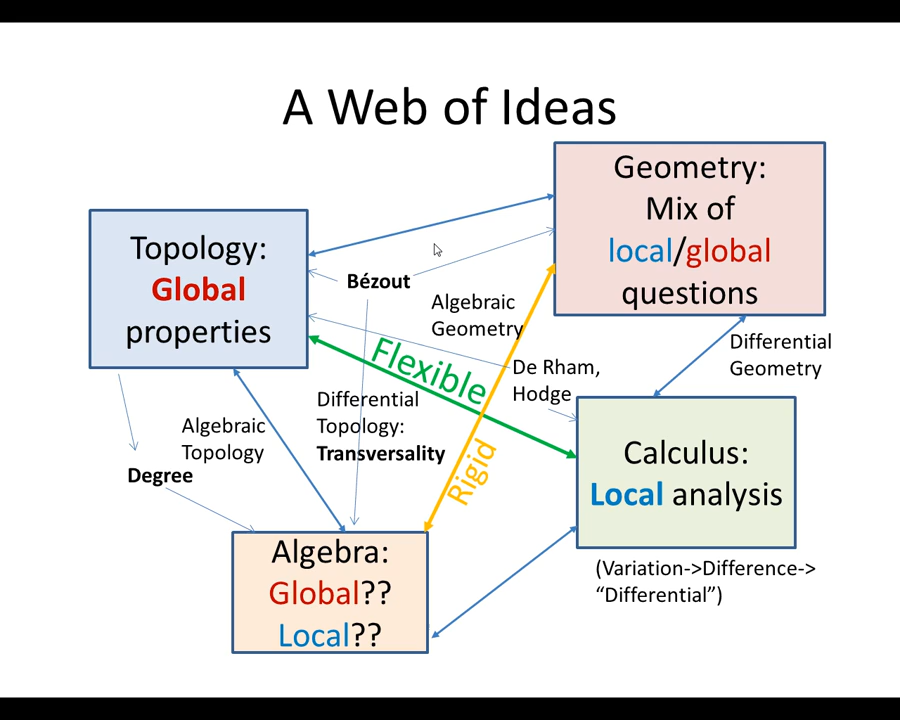 A Web of Ideas
Geometry:
Mix of
local/global
questions
Topology:
Global
properties
Bézout
Algebraic
Geometry
Flexible
De Rham,
Hodge
Differential
Geometry
Differential
Topology:
Transversality
Algebraic
Topology
Degree
Rigid
Calculus:
Local analysis
Algebra:
Global??
Local??
(Variation->Difference->
“Differential”)